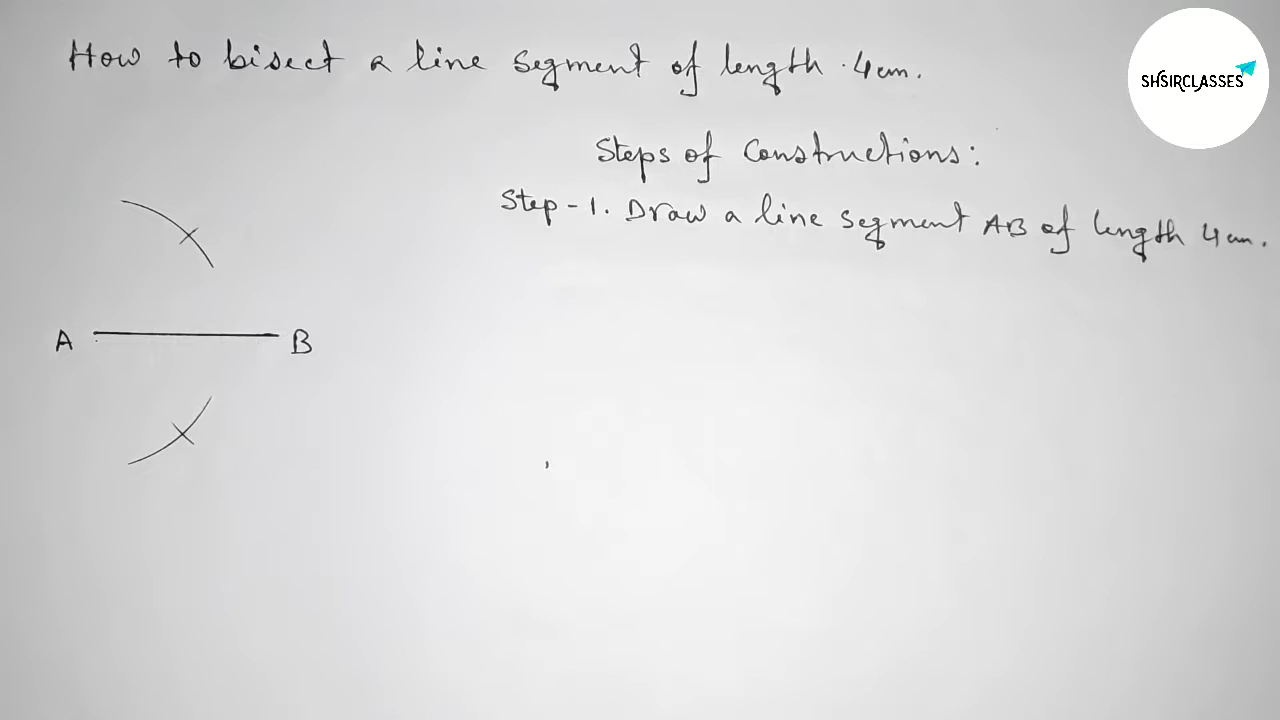 How to bisect a line segment of length .4cm.
SHSIRCLASSES
Steps of Constructions:
Step-1. Draw a line segment AB of length 4cm.
A
B